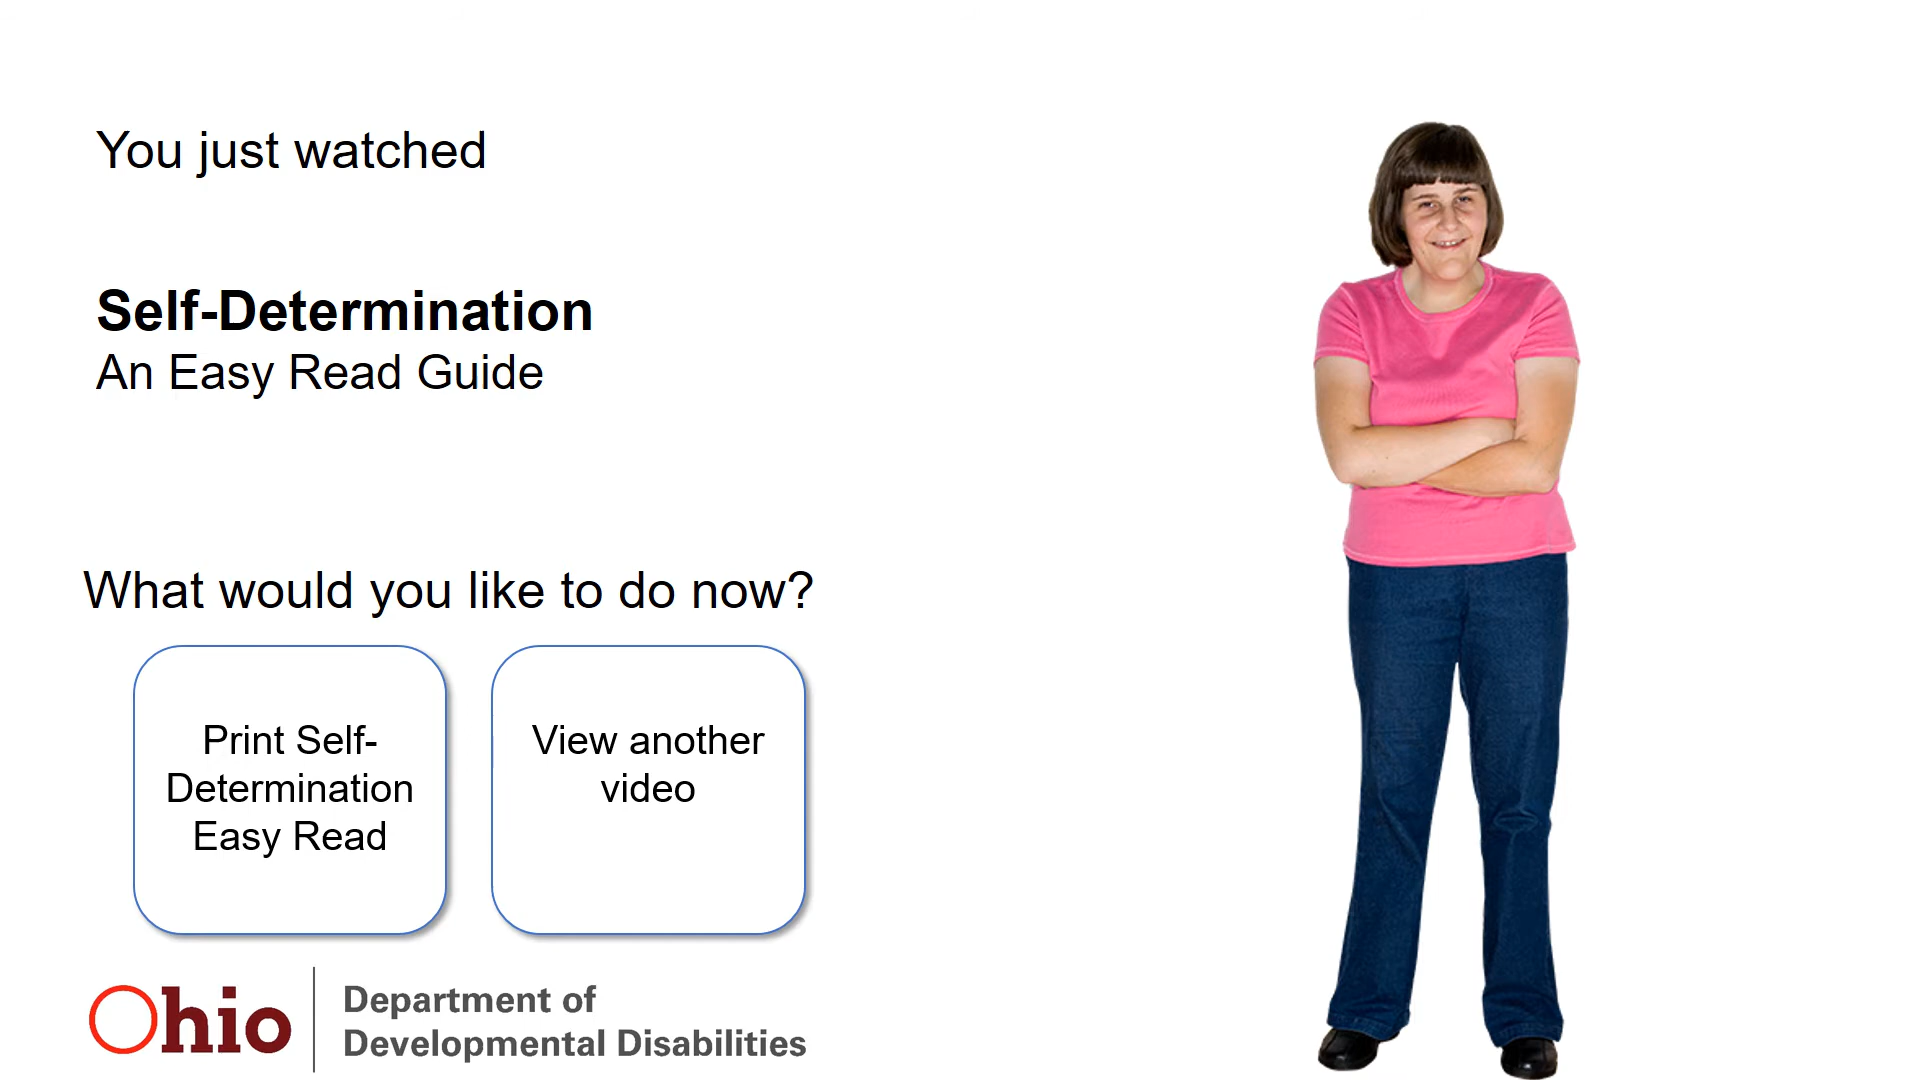 You just watched
Self-Determination
An Easy Read Guide
What would you like to do now?
Print Self-
Determination
Easy Read
View another
video
Ohio
Department of
Developmental Disabilities